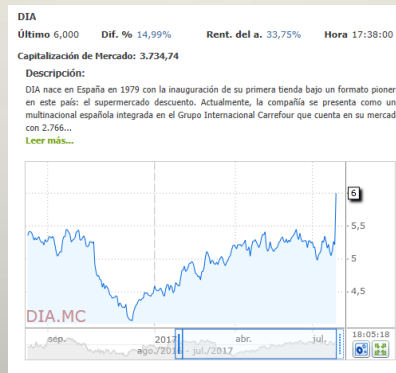 DIA
Último 6,000 Dif. % 14,99% Rent. del a. 33,75% Hora 17:38:00
Capitalización de Mercado: 3.734,74
Descripción:
DIA nace en España en 1979 con la inauguración de su primera tienda bajo un formato pioner
en este país: el supermercado descuento. Actualmente, la compañía se presenta como un
multinacional española integrada en el Grupo Internacional Carrefour que cuenta en su mercad
con 2.766...
Leer más...
6
5,5
5
4,5
DIA.MC
sep. 2017 abr. jul.
ago./2016 - jul./2017
18:05:18